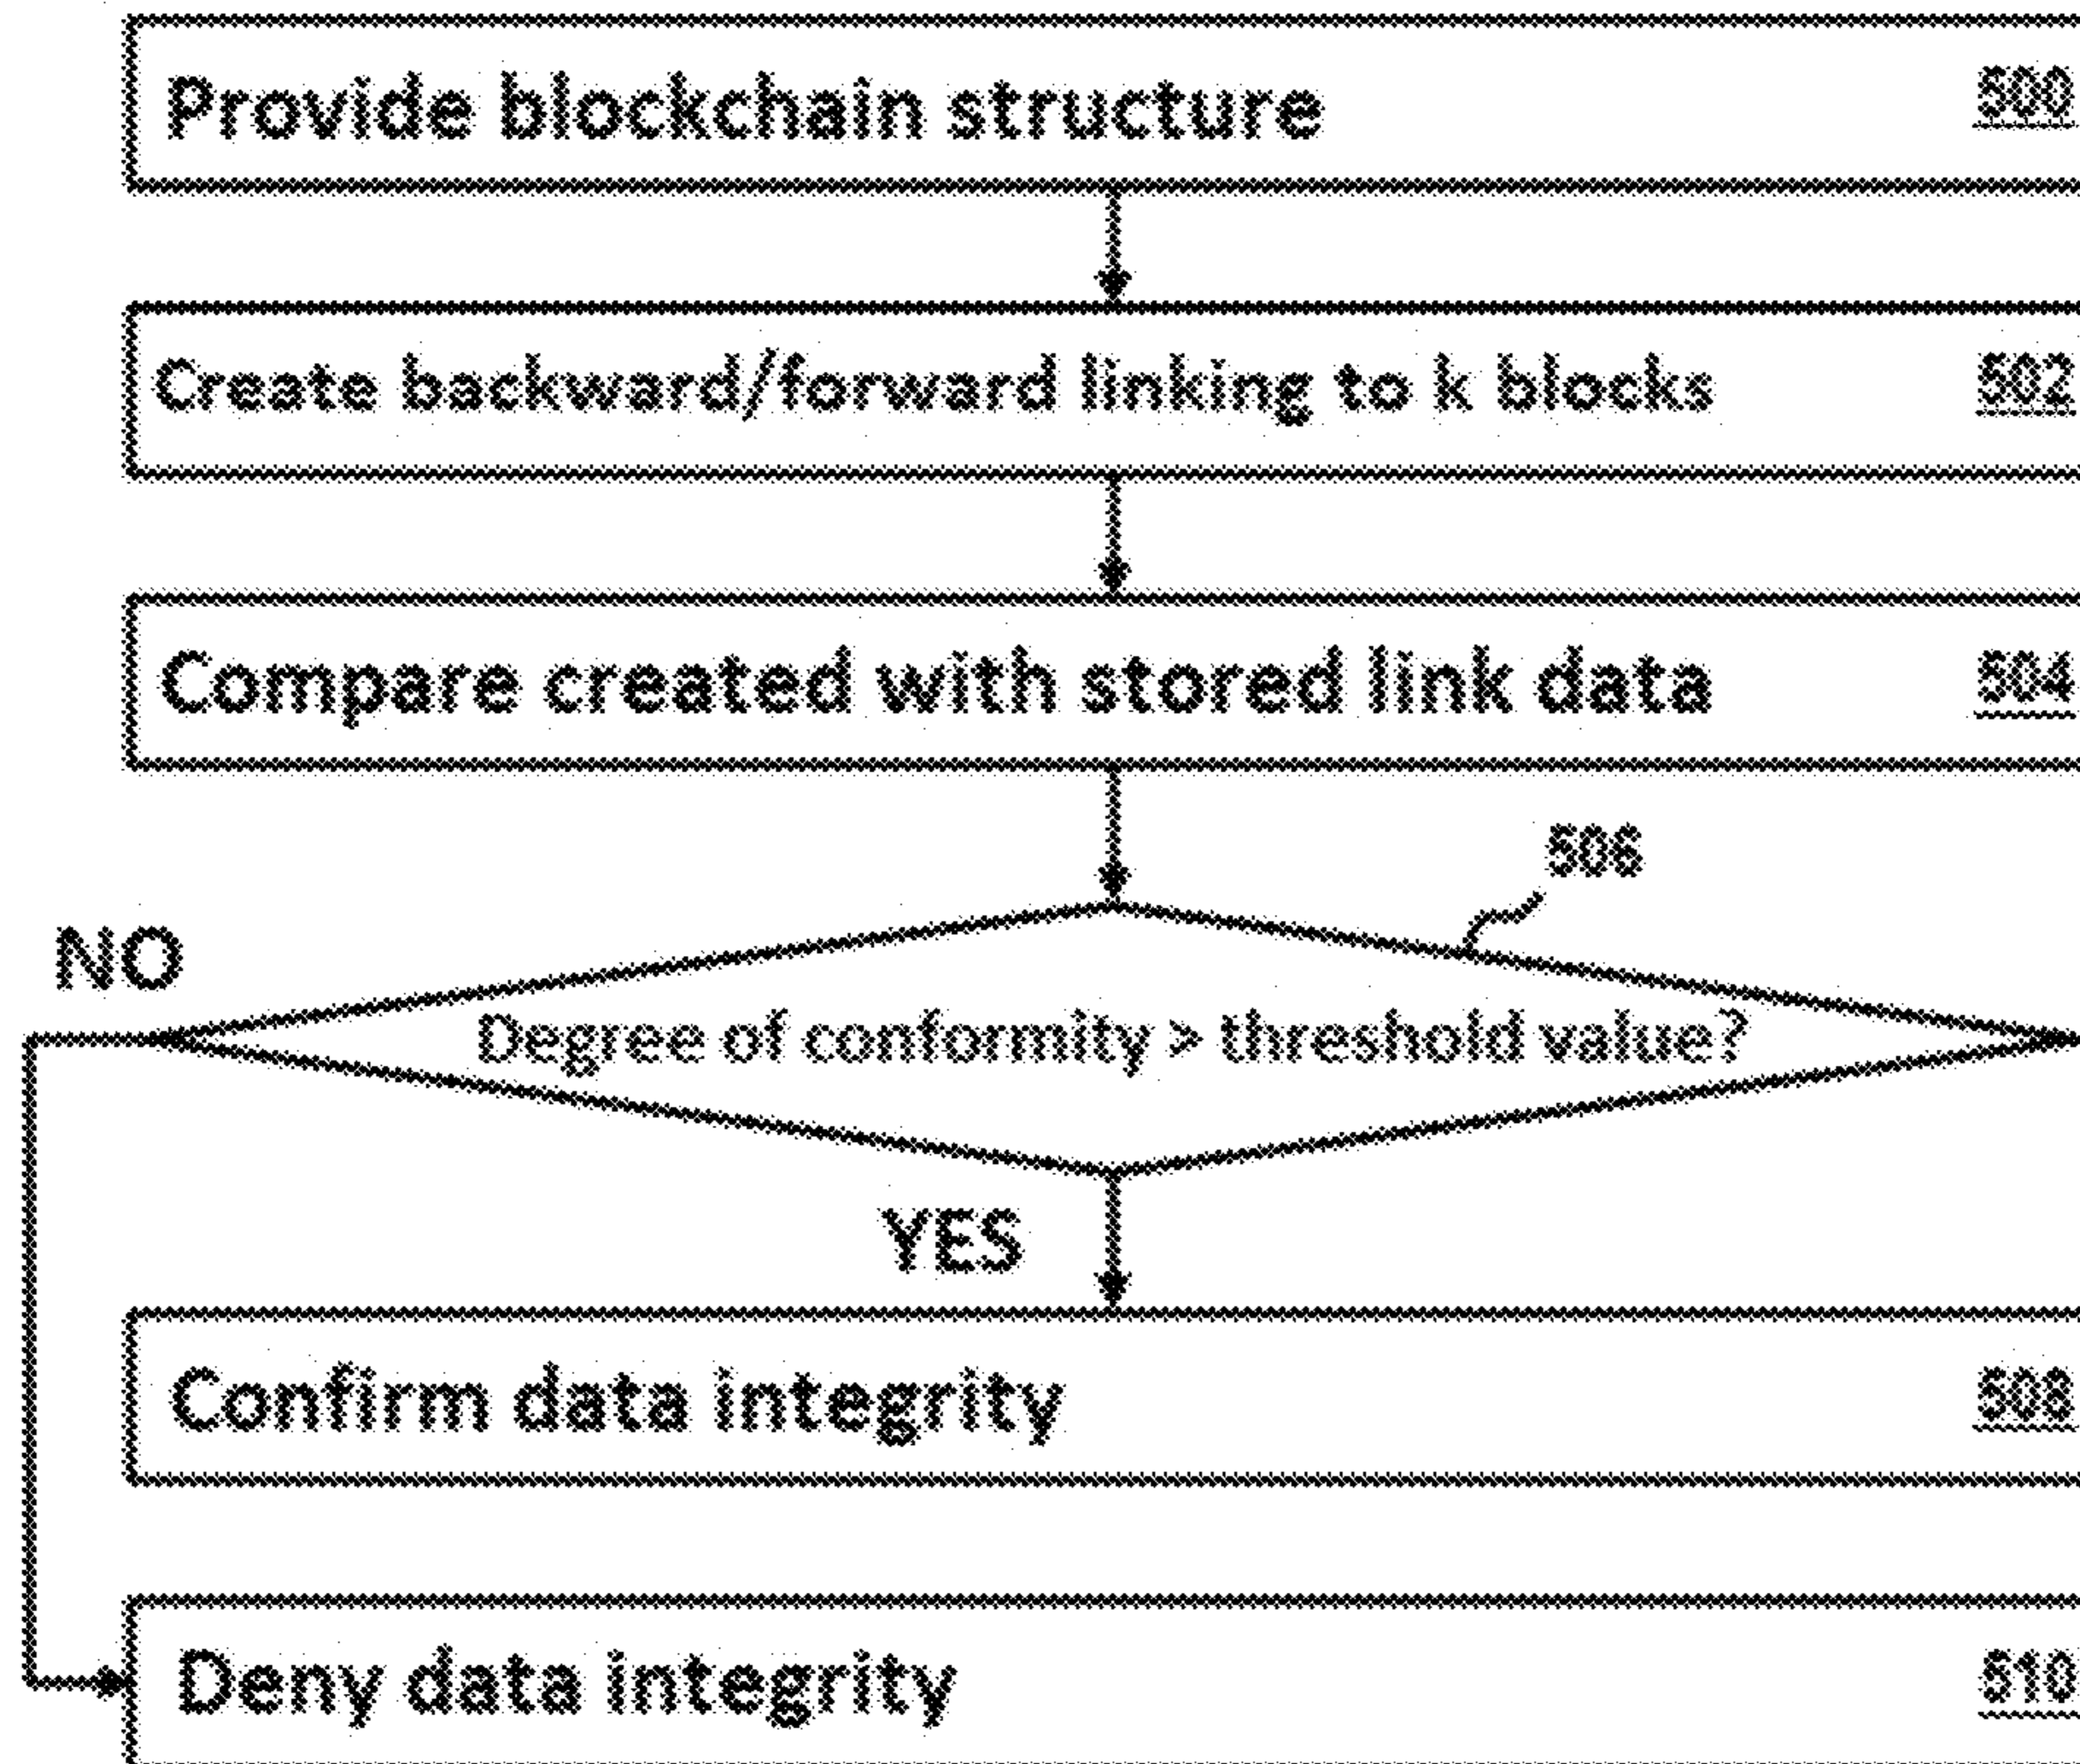 Provide blockchain structure 500
Create backward/forward linking to k blocks 502
Compare created with stored link data 504
506
NO
Degree of conformity > threshold value?
YES
Confirm data integrity 508
Deny data integrity 510